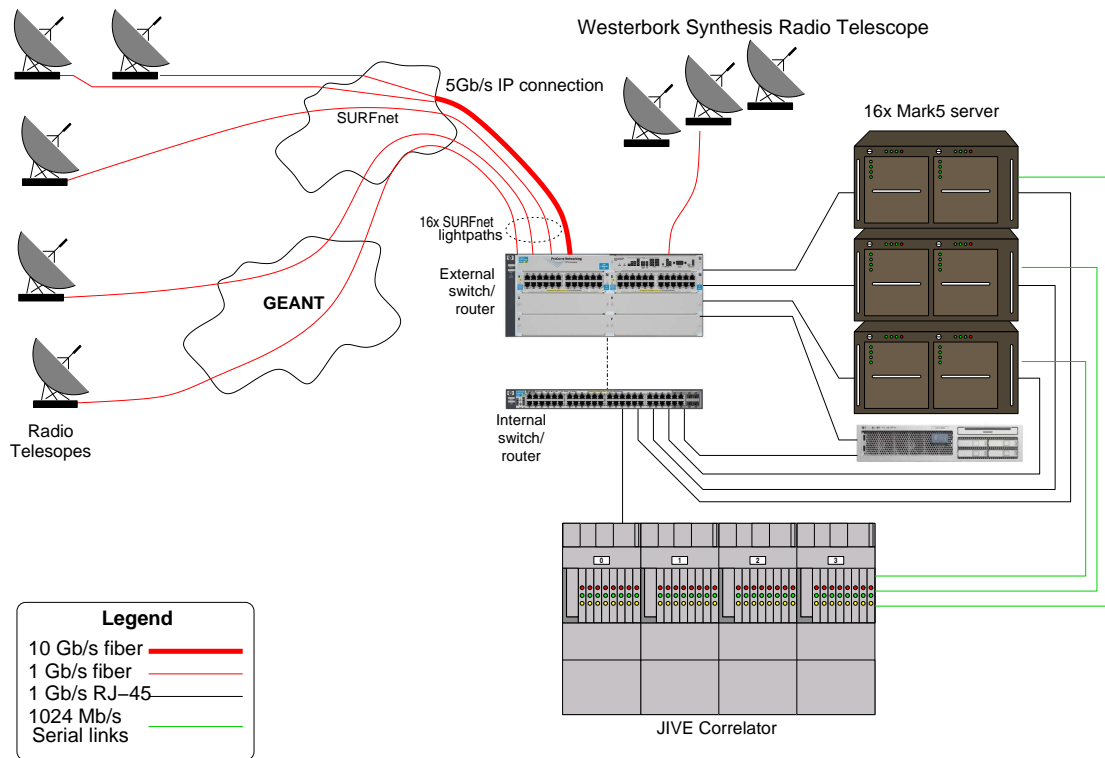 Westerbork Synthesis Radio Telescope
5Gb/s IP connection
SURFnet
16x Mark5 server
16x SURFnet
lightpaths
External
switch/
router
ProCurve Networking
GEANT
Internal
switch/
router
Radio
Telesopes
0
1
2
3
JIVE Correlator
Legend
10 Gb/s fiber
1 Gb/s fiber
1 Gb/s RJ−45
1024 Mb/s
Serial links